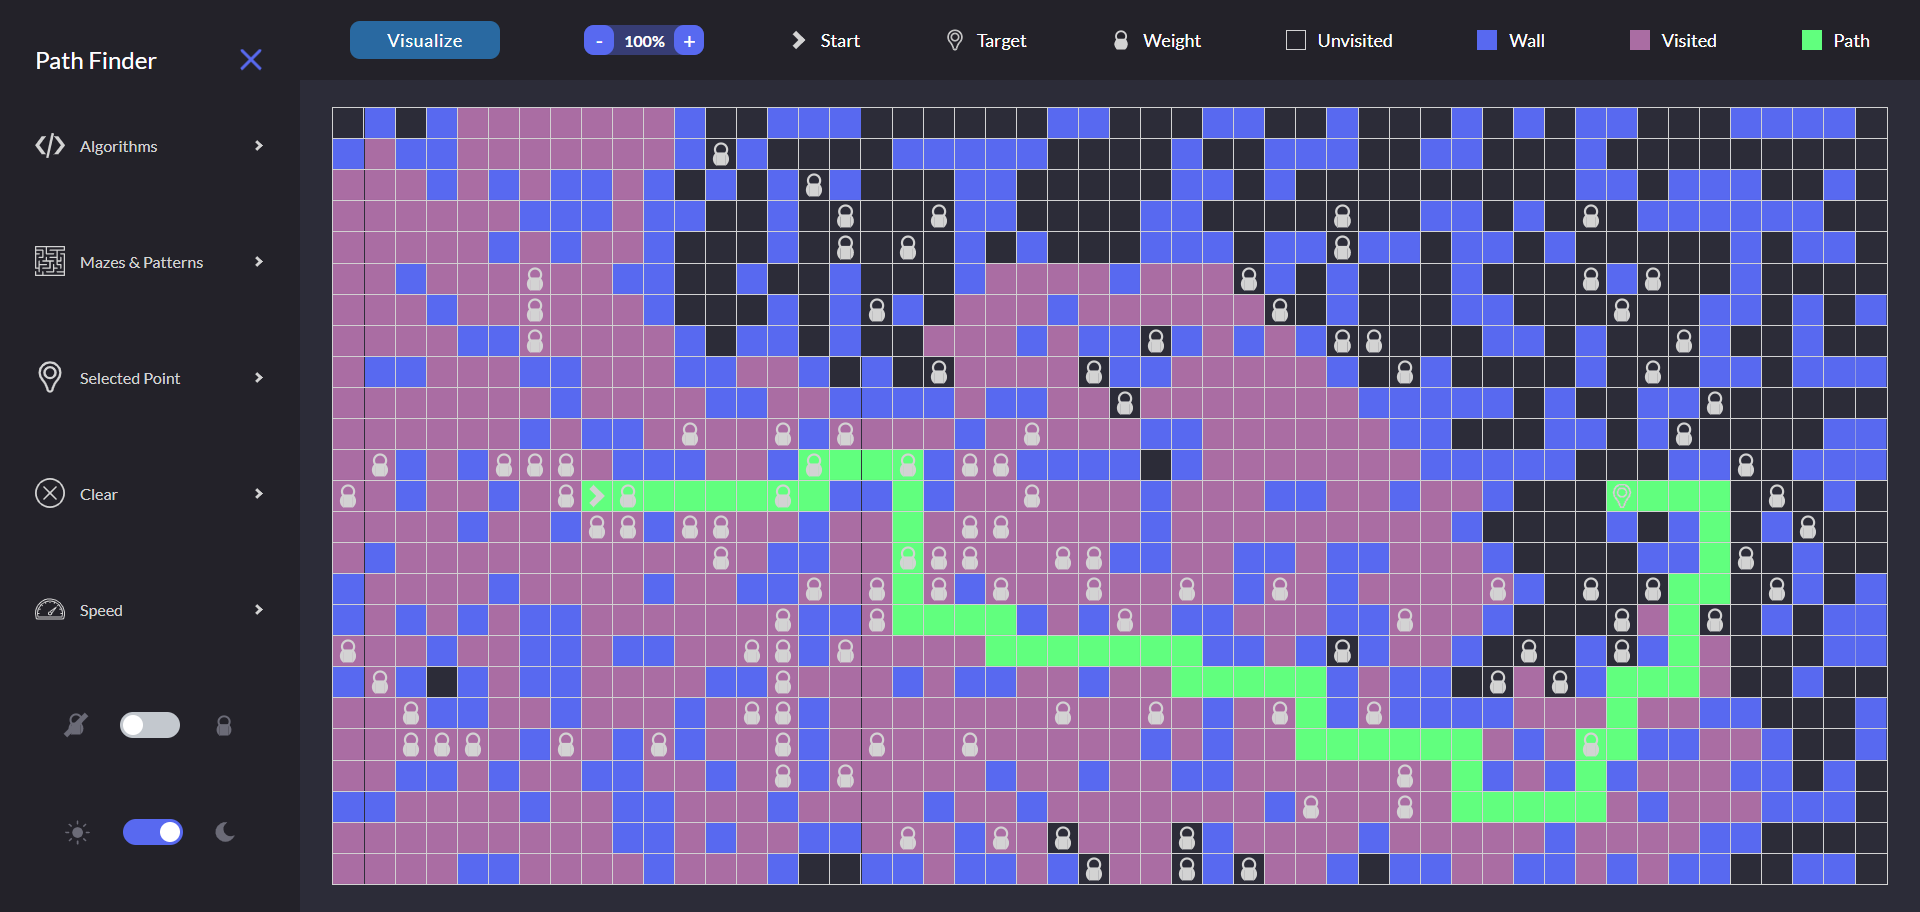 Path Finder
Visualize
- 100% +
Start
Target
Weight
Unvisited
Wall
Visited
Path
Algorithms
Mazes & Patterns
Selected Point
Clear
Speed